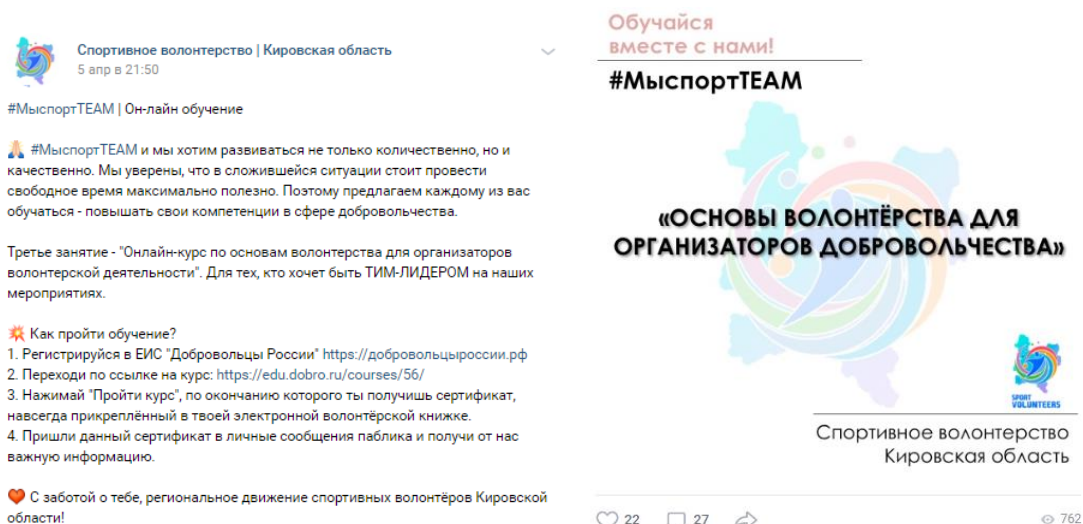 Спортивное волонтерство | Кировская область
5 апр в 21:50
#МыспортТЕАМ | Он-лайн обучение
#МыспортТЕАМ и мы хотим развиваться не только количественно, но и
качественно. Мы уверены, что в сложившейся ситуации стоит провести
свободное время максимально полезно. Поэтому предлагаем каждому из вас
обучаться - повышать свои компетенции в сфере добровольчества.
Третье занятие - "Онлайн-курс по основам волонтерства для организаторов
волонтерской деятельности". Для тех, кто хочет быть ТИМ-ЛИДЕРОМ на наших
мероприятиях.
Как пройти обучение?
1. Регистрируйся в ЕИС "Добровольцы России" https://добровольцыроссии.рф
2. Переходи по ссылке на курс: https://edu.dobro.ru/courses/56/
3. Нажимай "Пройти курс", по окончанию которого ты получишь сертификат,
навсегда прикреплённый в твоей электронной волонтёрской книжке.
4. Пришли данный сертификат в личные сообщения паблика и получи от нас
важную информацию.
С заботой о тебе, региональное движение спортивных волонтёров Кировской
области!
Обучайся
вместе с нами!
#МыспортТЕАМ
«ОСНОВЫ ВОЛОНТЁРСТВА ДЛЯ
ОРГАНИЗАТОРОВ ДОБРОВОЛЬЧЕСТВА»
SPORT
VOLUNTEERS
Спортивное волонтерство
Кировская область
22 27 762